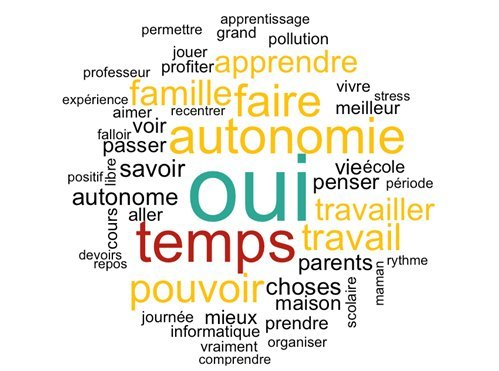 apprentissage
permettre
grand
pollution
jouer
profiter
apprendre
professeur
famille
faire
vivre
stress
expérience
aimer
recentrer
meilleur
falloir
voir
passer
autonomie
positif
libre
savoir
oui
vie
école
penser
période
autonome
aller
cours
travailler
temps
travail
devoirs
repos
parents
rythme
pouvoir
choses
maison
scolaire
maman
journée
mieux
prendre
informatique
vraiment
organiser
comprendre